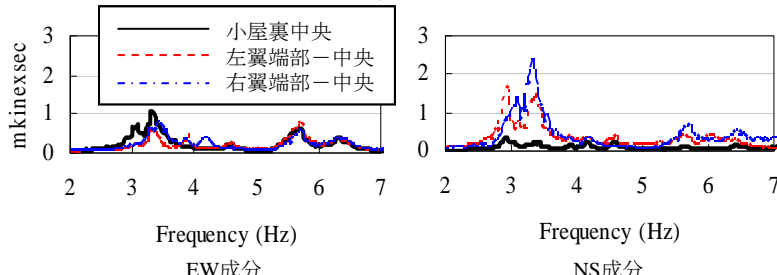 小屋裏中央
左翼端部－中央
右翼端部－中央
mkinexsec
3
2
1
0
2 3 4 5 6 7
Frequency (Hz)
EW成分
3
2
1
0
2 3 4 5 6 7
Frequency (Hz)
NS成分